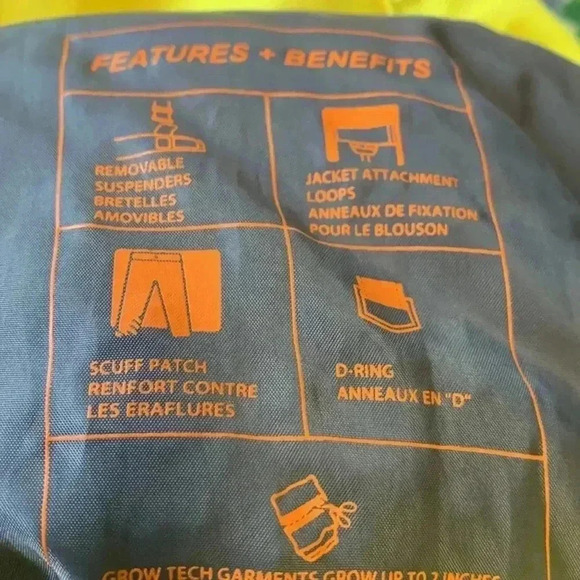 FEATURES + BENEFITS
REMOVABLE
SUSPENDERS
BRETELLES
AMOVIBLES
JACKET ATTACHMENT
LOOPS
ANNEAUX DE FIXATION
POUR LE BLOUSON
SCUFF PATCH
RENFORT CONTRE
LES ÉRAFLURES
D-RING
ANNEAUX EN "D"
GROW TECH GARMENTS GROW UP TO 2 INCHES